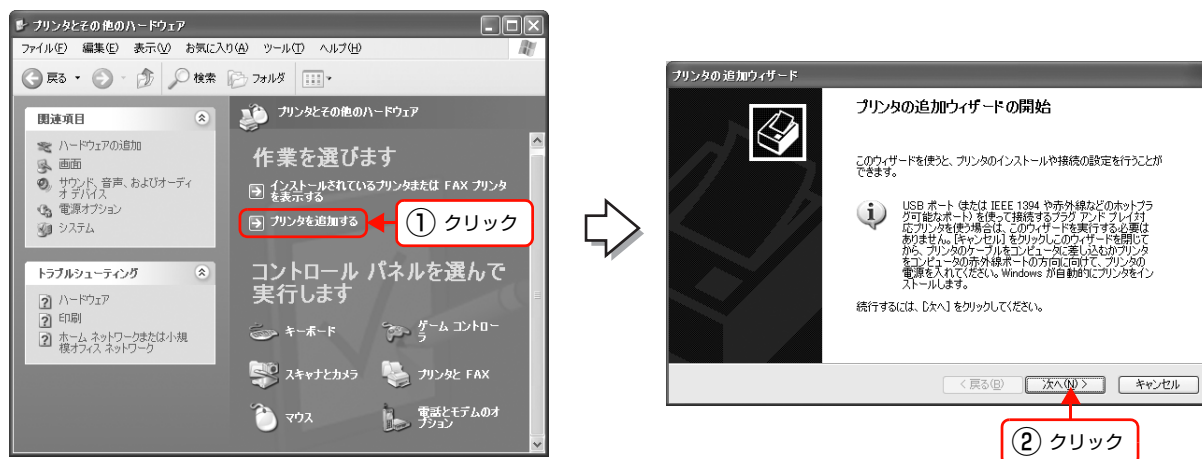 プリンタとその他のハードウェア
ファイル(F) 編集(E) 表示(V) お気に入り(A) ツール(T) ヘルプ(H)
戻る 検索 フォルダ
関連項目
ハードウェアの追加
画面
サウンド、音声、およびオーディ
オ デバイス
電源オプション
システム
トラブルシューティング
ハードウェア
印刷
ホーム ネットワークまたは小規
模オフィス ネットワーク
プリンタとその他のハードウェア
作業を選びます
インストールされているプリンタまたは FAX プリンタ
を表示する
プリンタを追加する
① クリック
コントロール パネルを選んで
実行します
キーボード
ゲーム コントロー
ラ
スキャナとカメラ
プリンタと FAX
マウス
電話とモデムのオ
プション
プリンタの追加ウィザード
プリンタの追加ウィザードの開始
このウィザードを使うと、プリンタのインストールや接続の設定を行うことが
できます。
USB ポート (または IEEE 1394 や赤外線などのホットプラ
グ可能なポート) を使って接続するプラグ アンド プレイ対
応プリンタを使う場合は、このウィザードを実行する必要は
ありません。[キャンセル] をクリックしこのウィザードを閉じて
から、プリンタのケーブルをコンピュータに差し込むかプリンタ
をコンピュータの赤外線ポートの方向に向けて、プリンタの
電源を入れてください。Windows が自動的にプリンタをイン
ストールします。
続行するには、[次へ] をクリックしてください。
< 戻る(B) 次へ(N) > キャンセル
② クリック